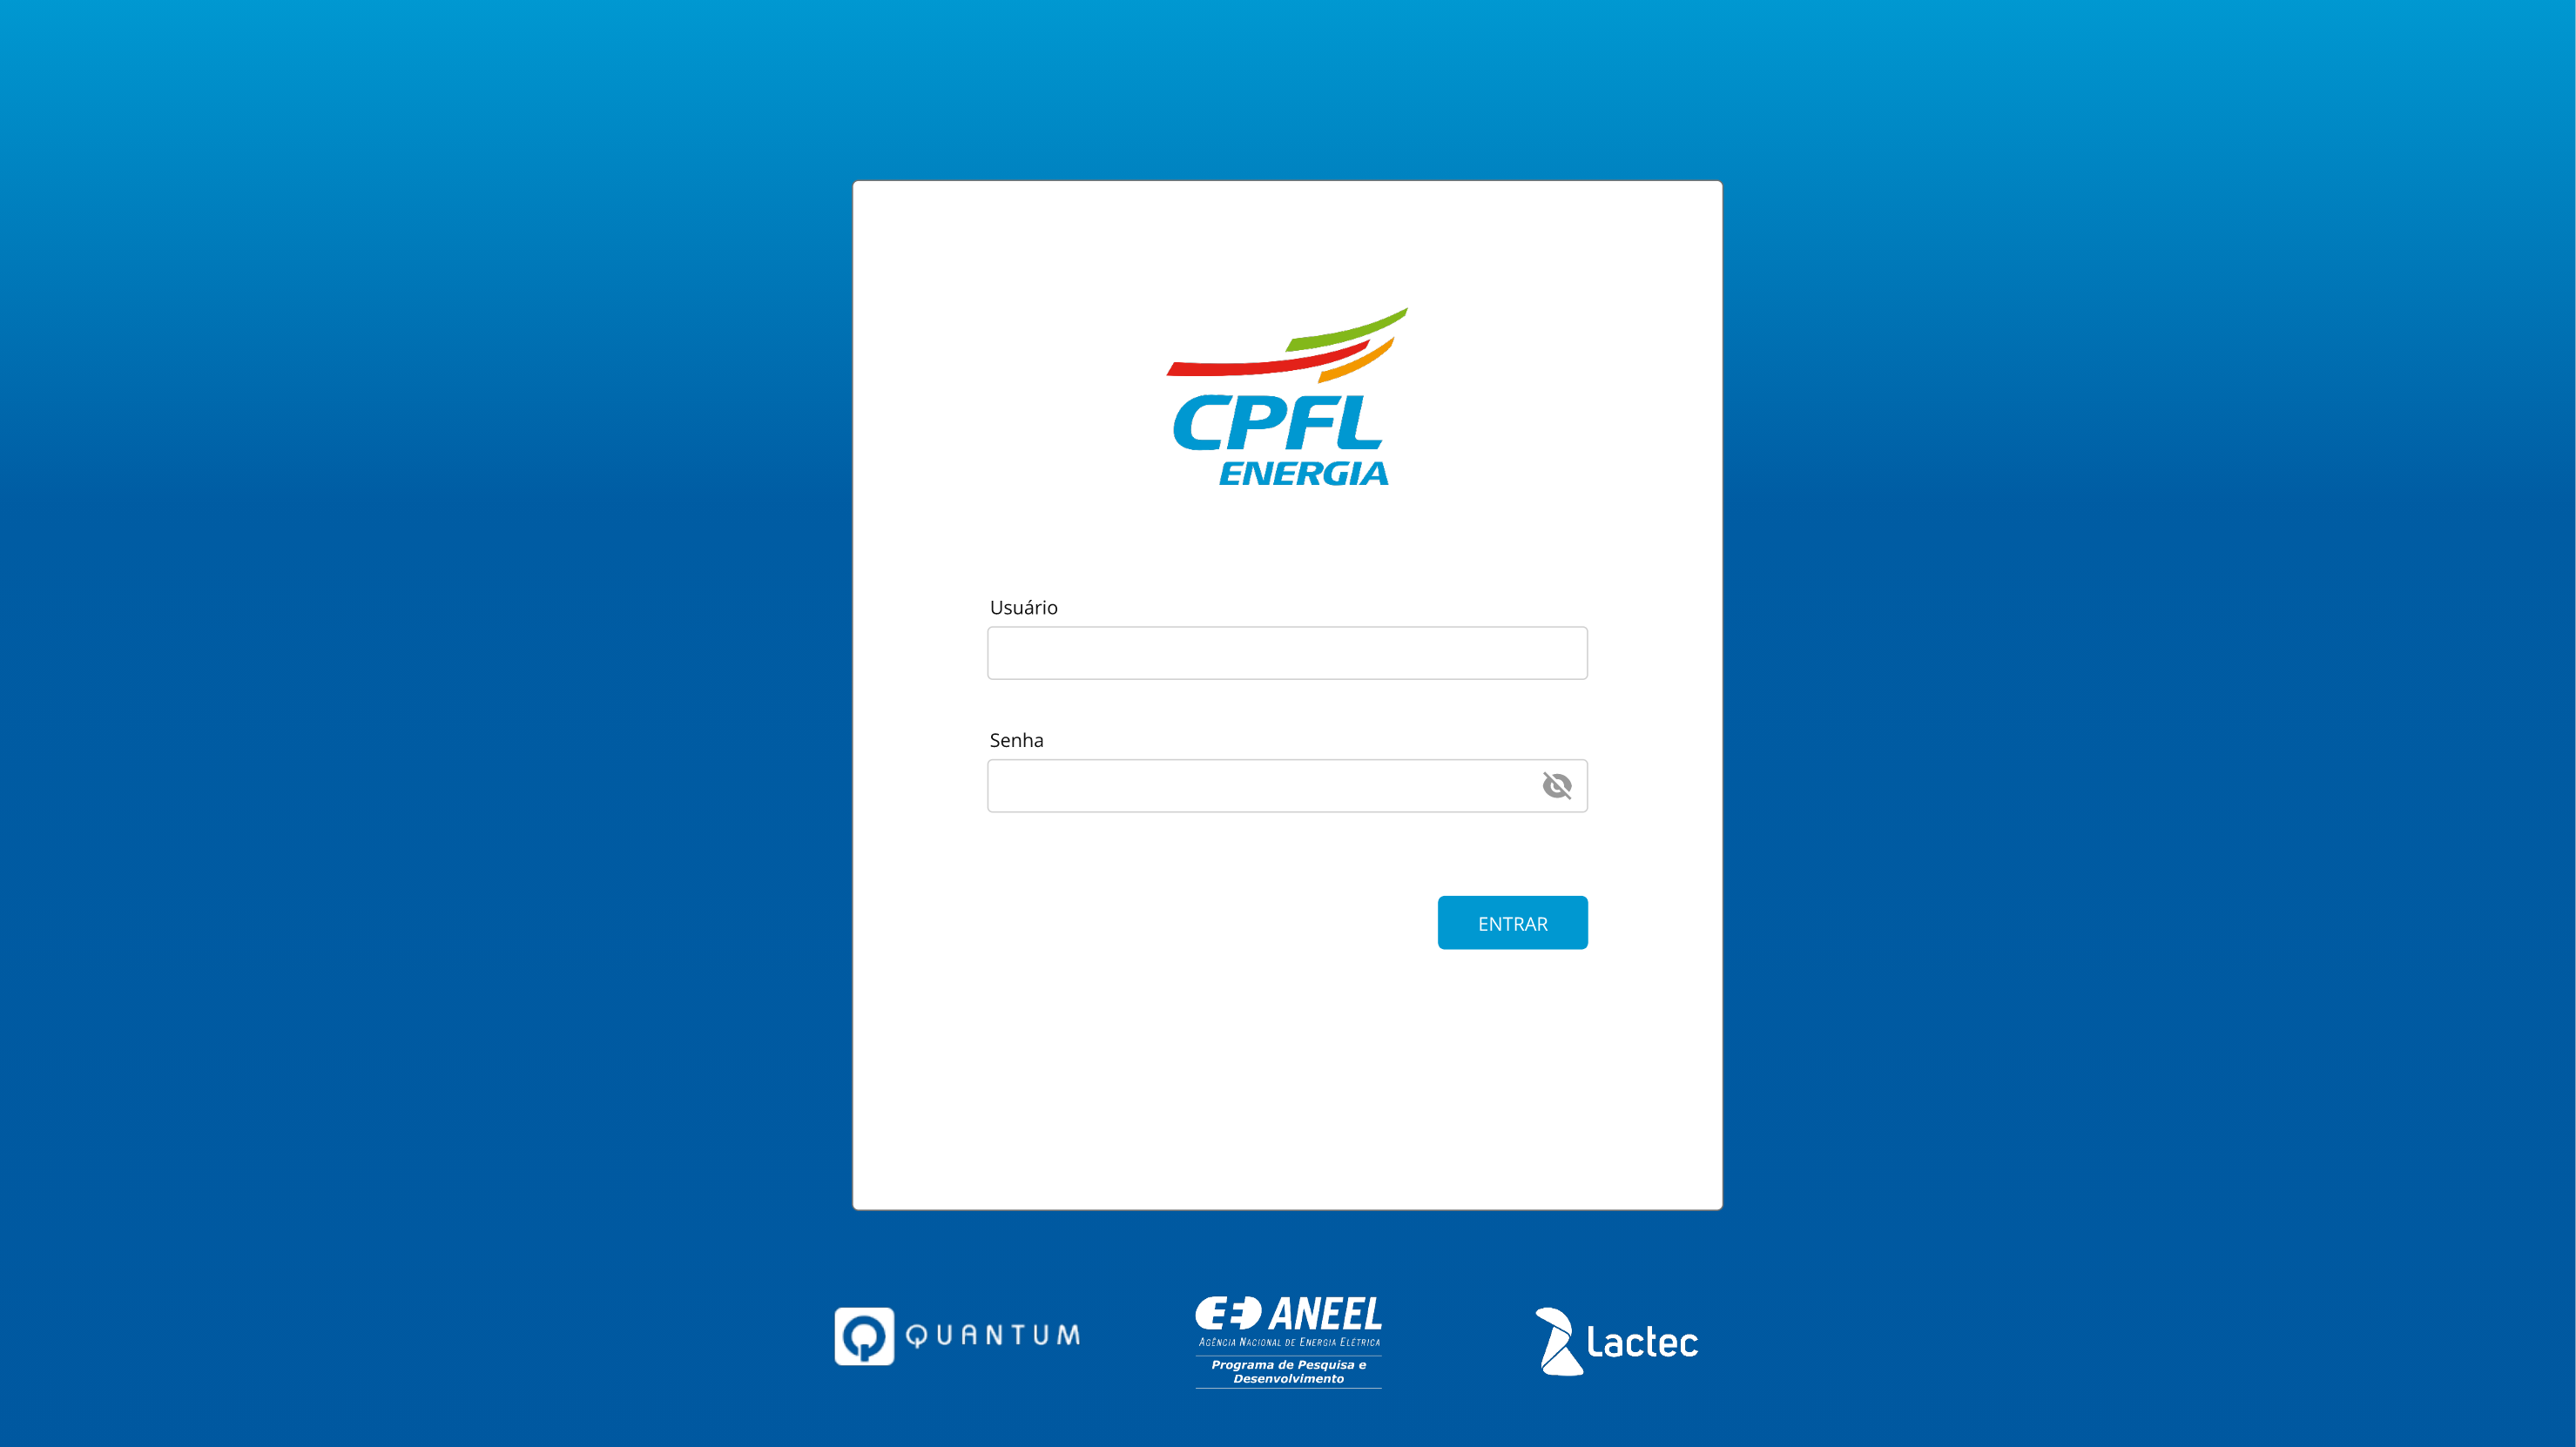 CPFL
ENERGIA
Usuário
Senha
ENTRAR
QUANTUM
ANEEL
AGÊNCIA NACIONAL DE ENERGIA ELÉTRICA
Programa de Pesquisa e
Desenvolvimento
Lactec